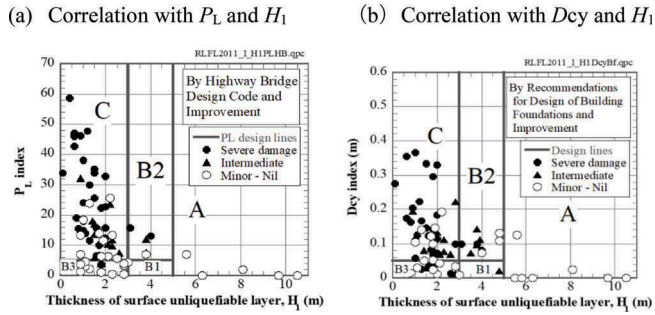 (a) Correlation with PL and H1
RLFL2011_I_H1PLHB.qpc
70
60
50
40
30
20
10
0
PL index
By Highway Bridge
Design Code and
Improvement
PL design lines
Severe damage
Intermediate
Minor - Nil
C
B2
A
B3
B1
0 2 4 6 8 10
Thickness of surface unliquefiable layer, H1 (m)
(b) Correlation with Dcy and H1
RLFL2011_I_H1DcyBf.qpc
0.6
0.5
0.4
0.3
0.2
0.1
0
Dcy index (m)
By Recommendations
for Design of Building
Foundations and
Improvement
Design lines
Severe damage
Intermediate
Minor - Nil
C
B2
A
B3
B1
0 2 4 6 8 10
Thickness of surface unliquefiable layer, H1 (m)